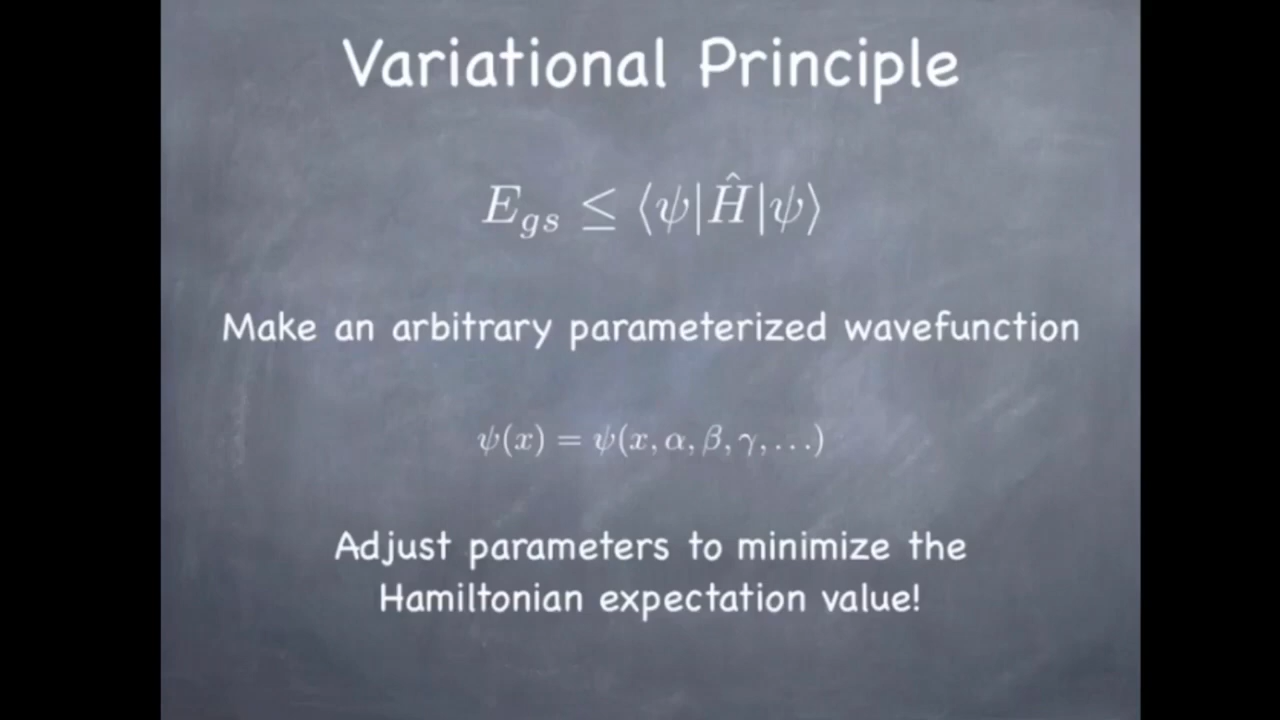 Variational Principle
E_{gs} ≤ ⟨ψ|Ĥ|ψ⟩
Make an arbitrary parameterized wavefunction
ψ(x) = ψ(x, α, β, γ, ...)
Adjust parameters to minimize the
Hamiltonian expectation value!